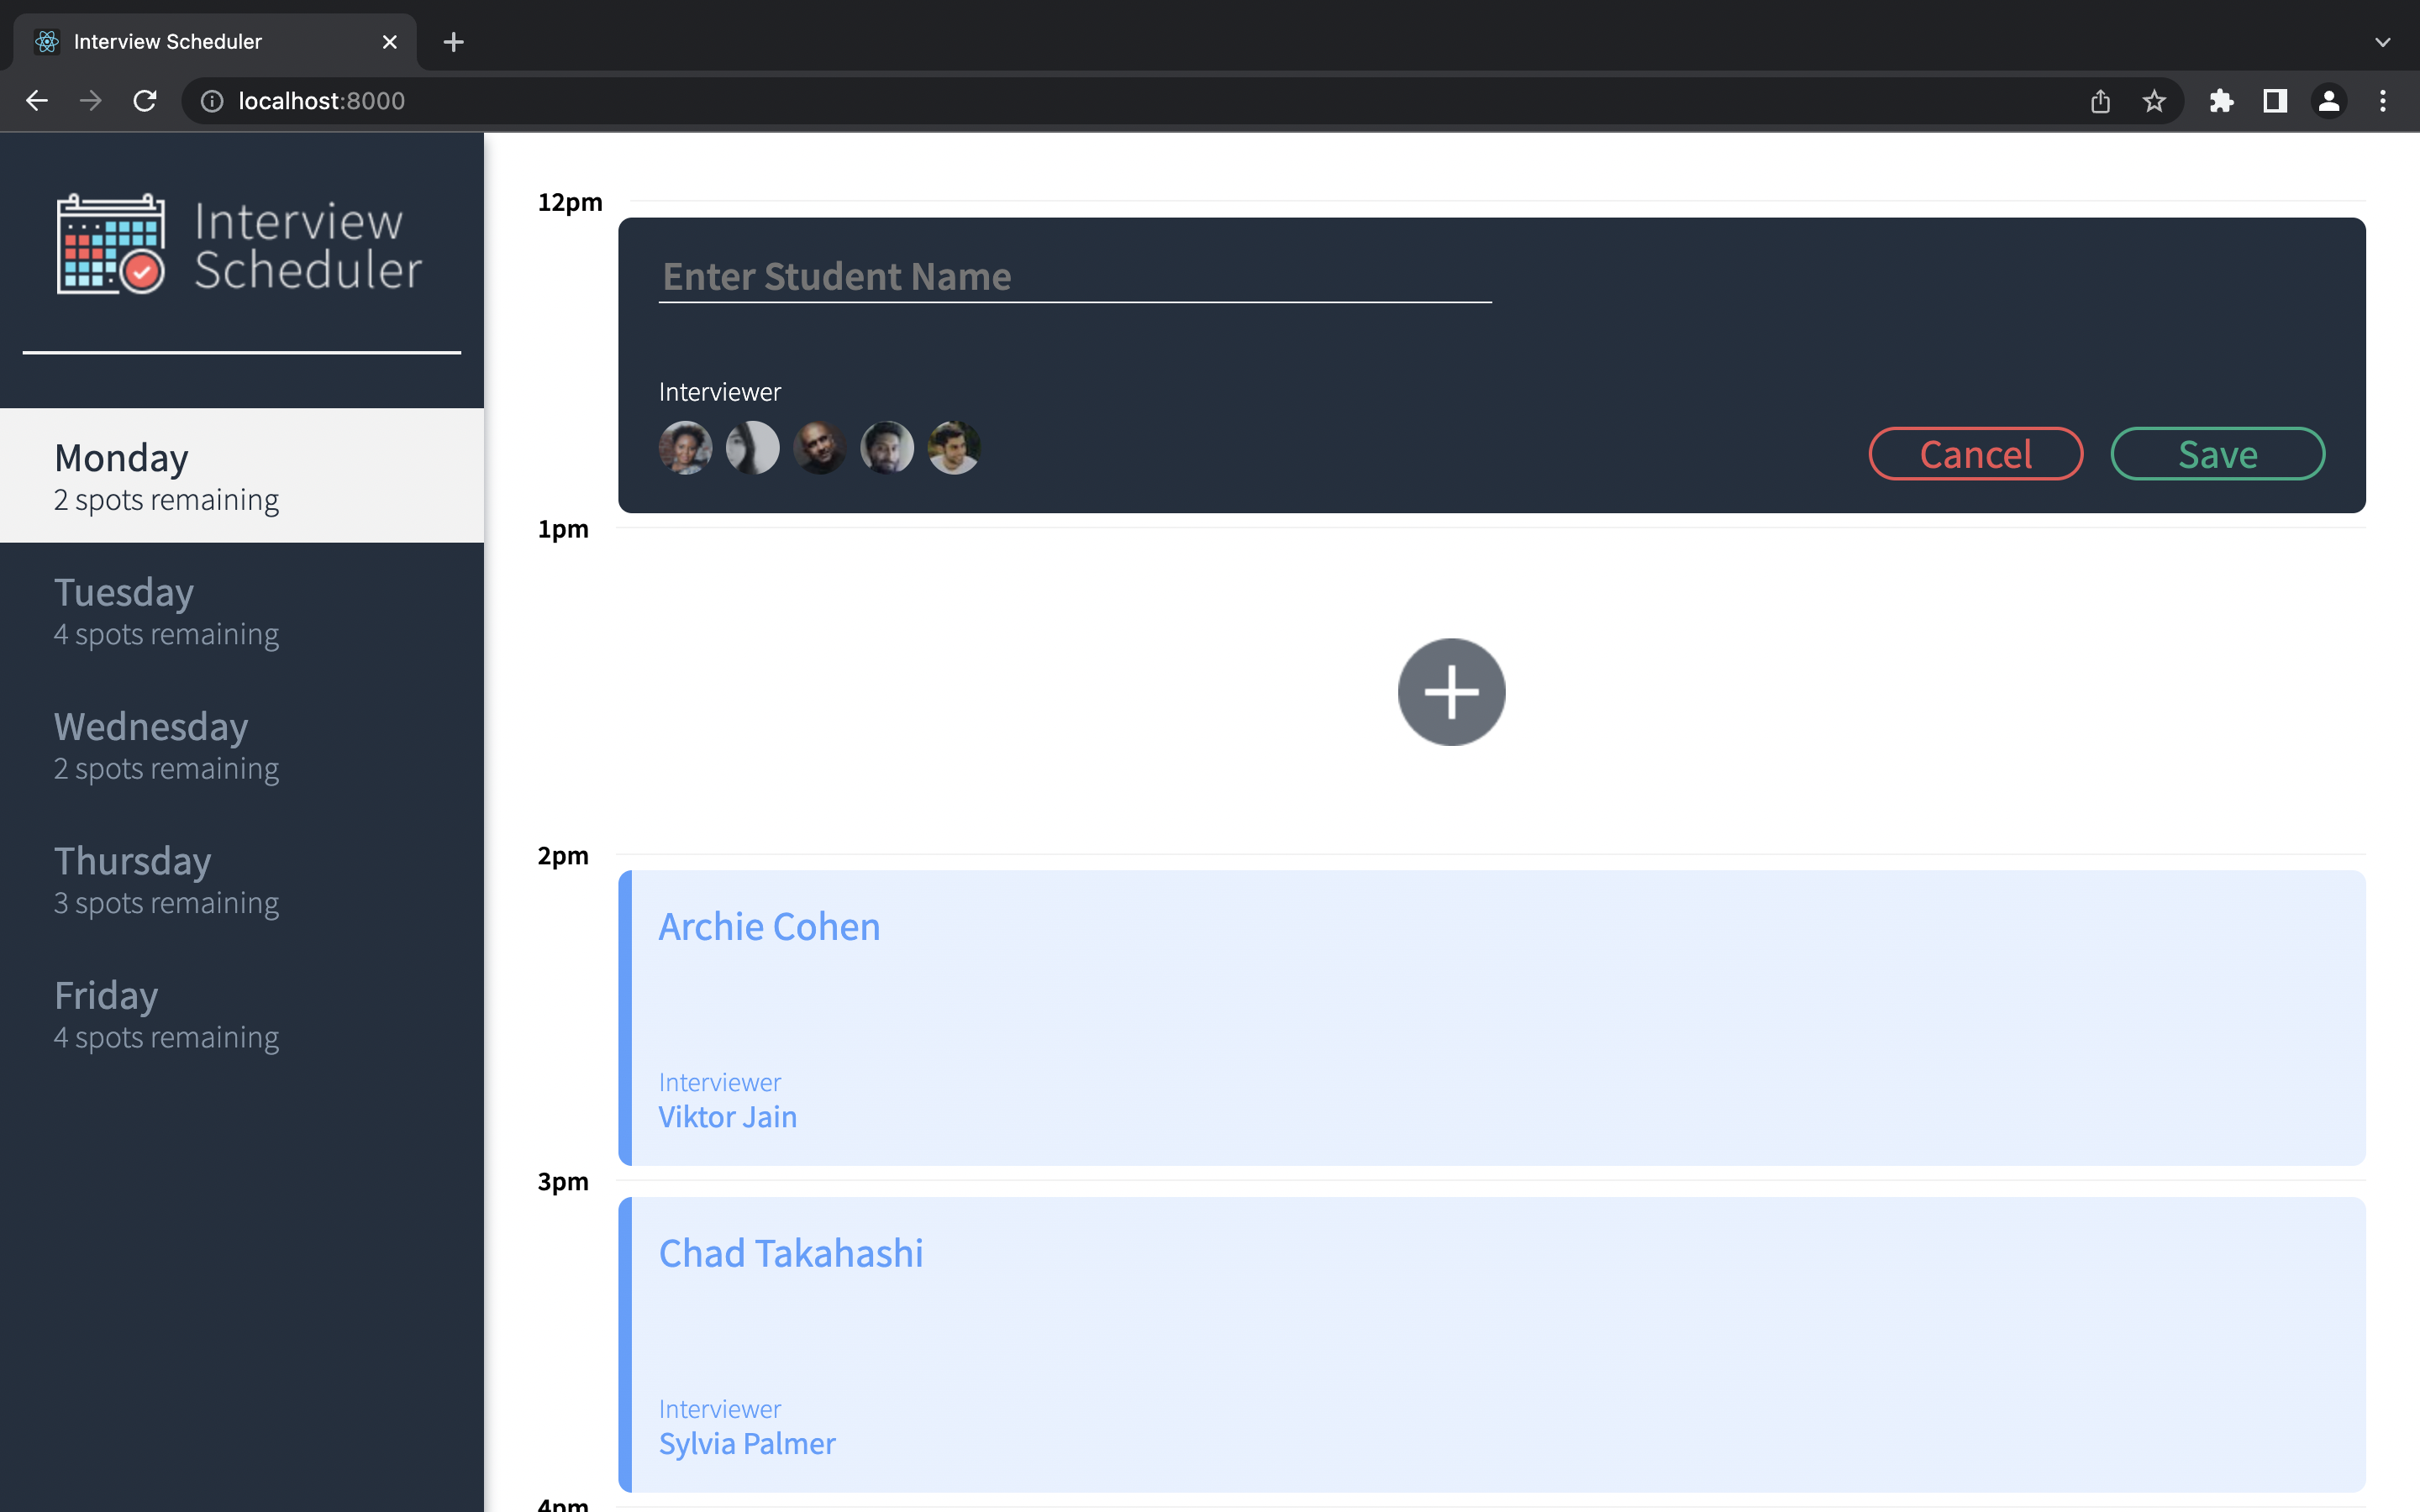 Interview Scheduler
localhost:8000
Interview
Scheduler
Monday
2 spots remaining
Tuesday
4 spots remaining
Wednesday
2 spots remaining
Thursday
3 spots remaining
Friday
4 spots remaining
12pm
Enter Student Name
Interviewer
Cancel
Save
1pm
2pm
Archie Cohen
Interviewer
Viktor Jain
3pm
Chad Takahashi
Interviewer
Sylvia Palmer
4pm